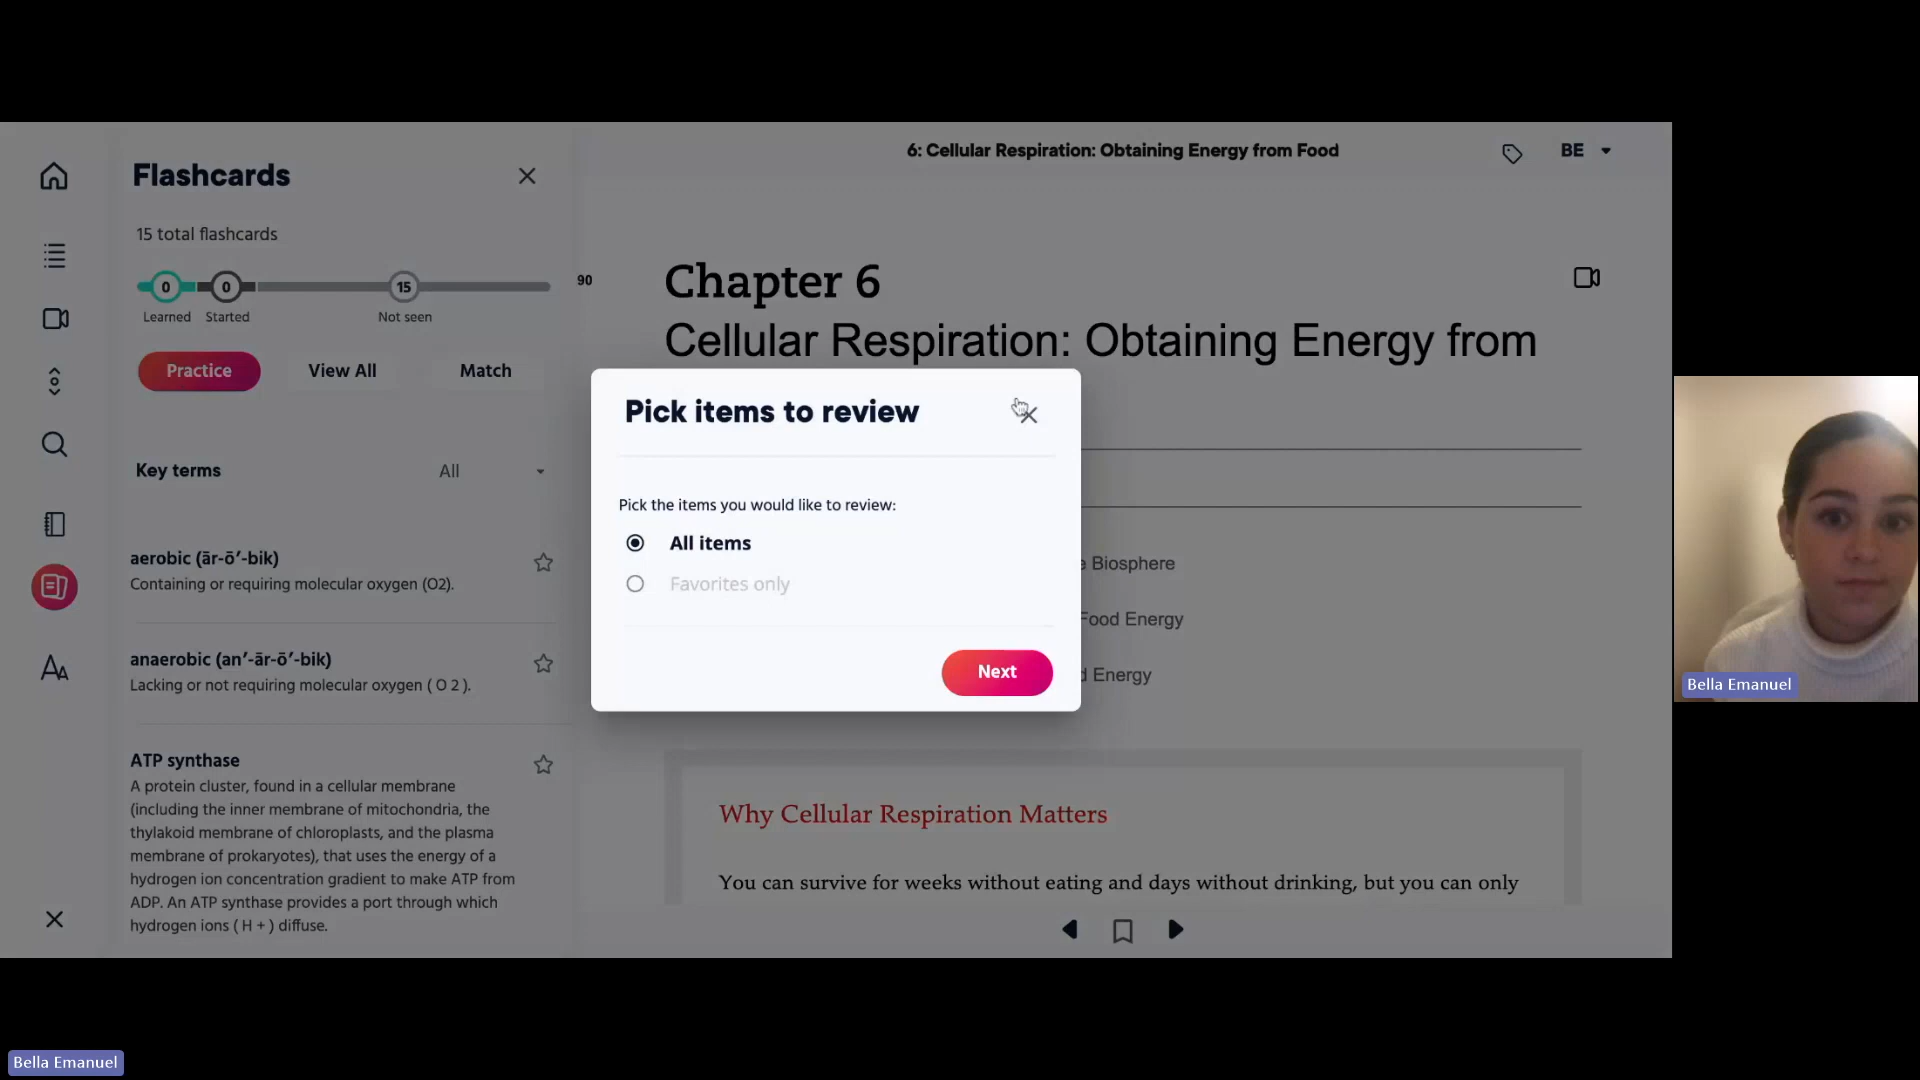 6: Cellular Respiration: Obtaining Energy from Food
BE
Flashcards
15 total flashcards
0
0
15
Learned
Started
Not seen
Practice
View All
Match
Key terms
All
aerobic (ār-ō′-bik)
Containing or requiring molecular oxygen (O2).
anaerobic (an′-ār-ō′-bik)
Lacking or not requiring molecular oxygen ( O 2 ).
ATP synthase
A protein cluster, found in a cellular membrane
(including the inner membrane of mitochondria, the
thylakoid membrane of chloroplasts, and the plasma
membrane of prokaryotes), that uses the energy of a
hydrogen ion concentration gradient to make ATP from
ADP. An ATP synthase provides a port through which
hydrogen ions ( H + ) diffuse.
90
Chapter 6
Cellular Respiration: Obtaining Energy from
Pick items to review
Pick the items you would like to review:
All items
Favorites only
Next
e Biosphere
Food Energy
d Energy
Why Cellular Respiration Matters
You can survive for weeks without eating and days without drinking, but you can only
Bella Emanuel
Bella Emanuel